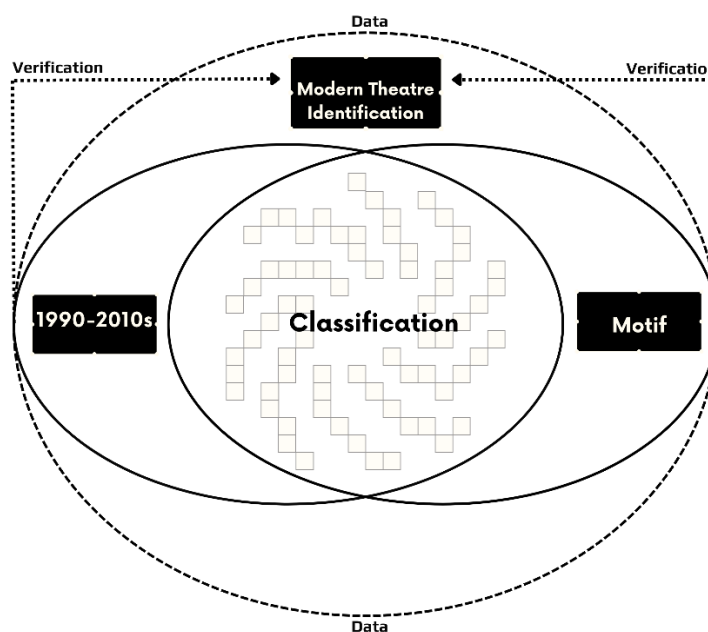 Data
Verification
Verificatio
Modern Theatre
Identification
1990-2010s
Classification
Motif
Data